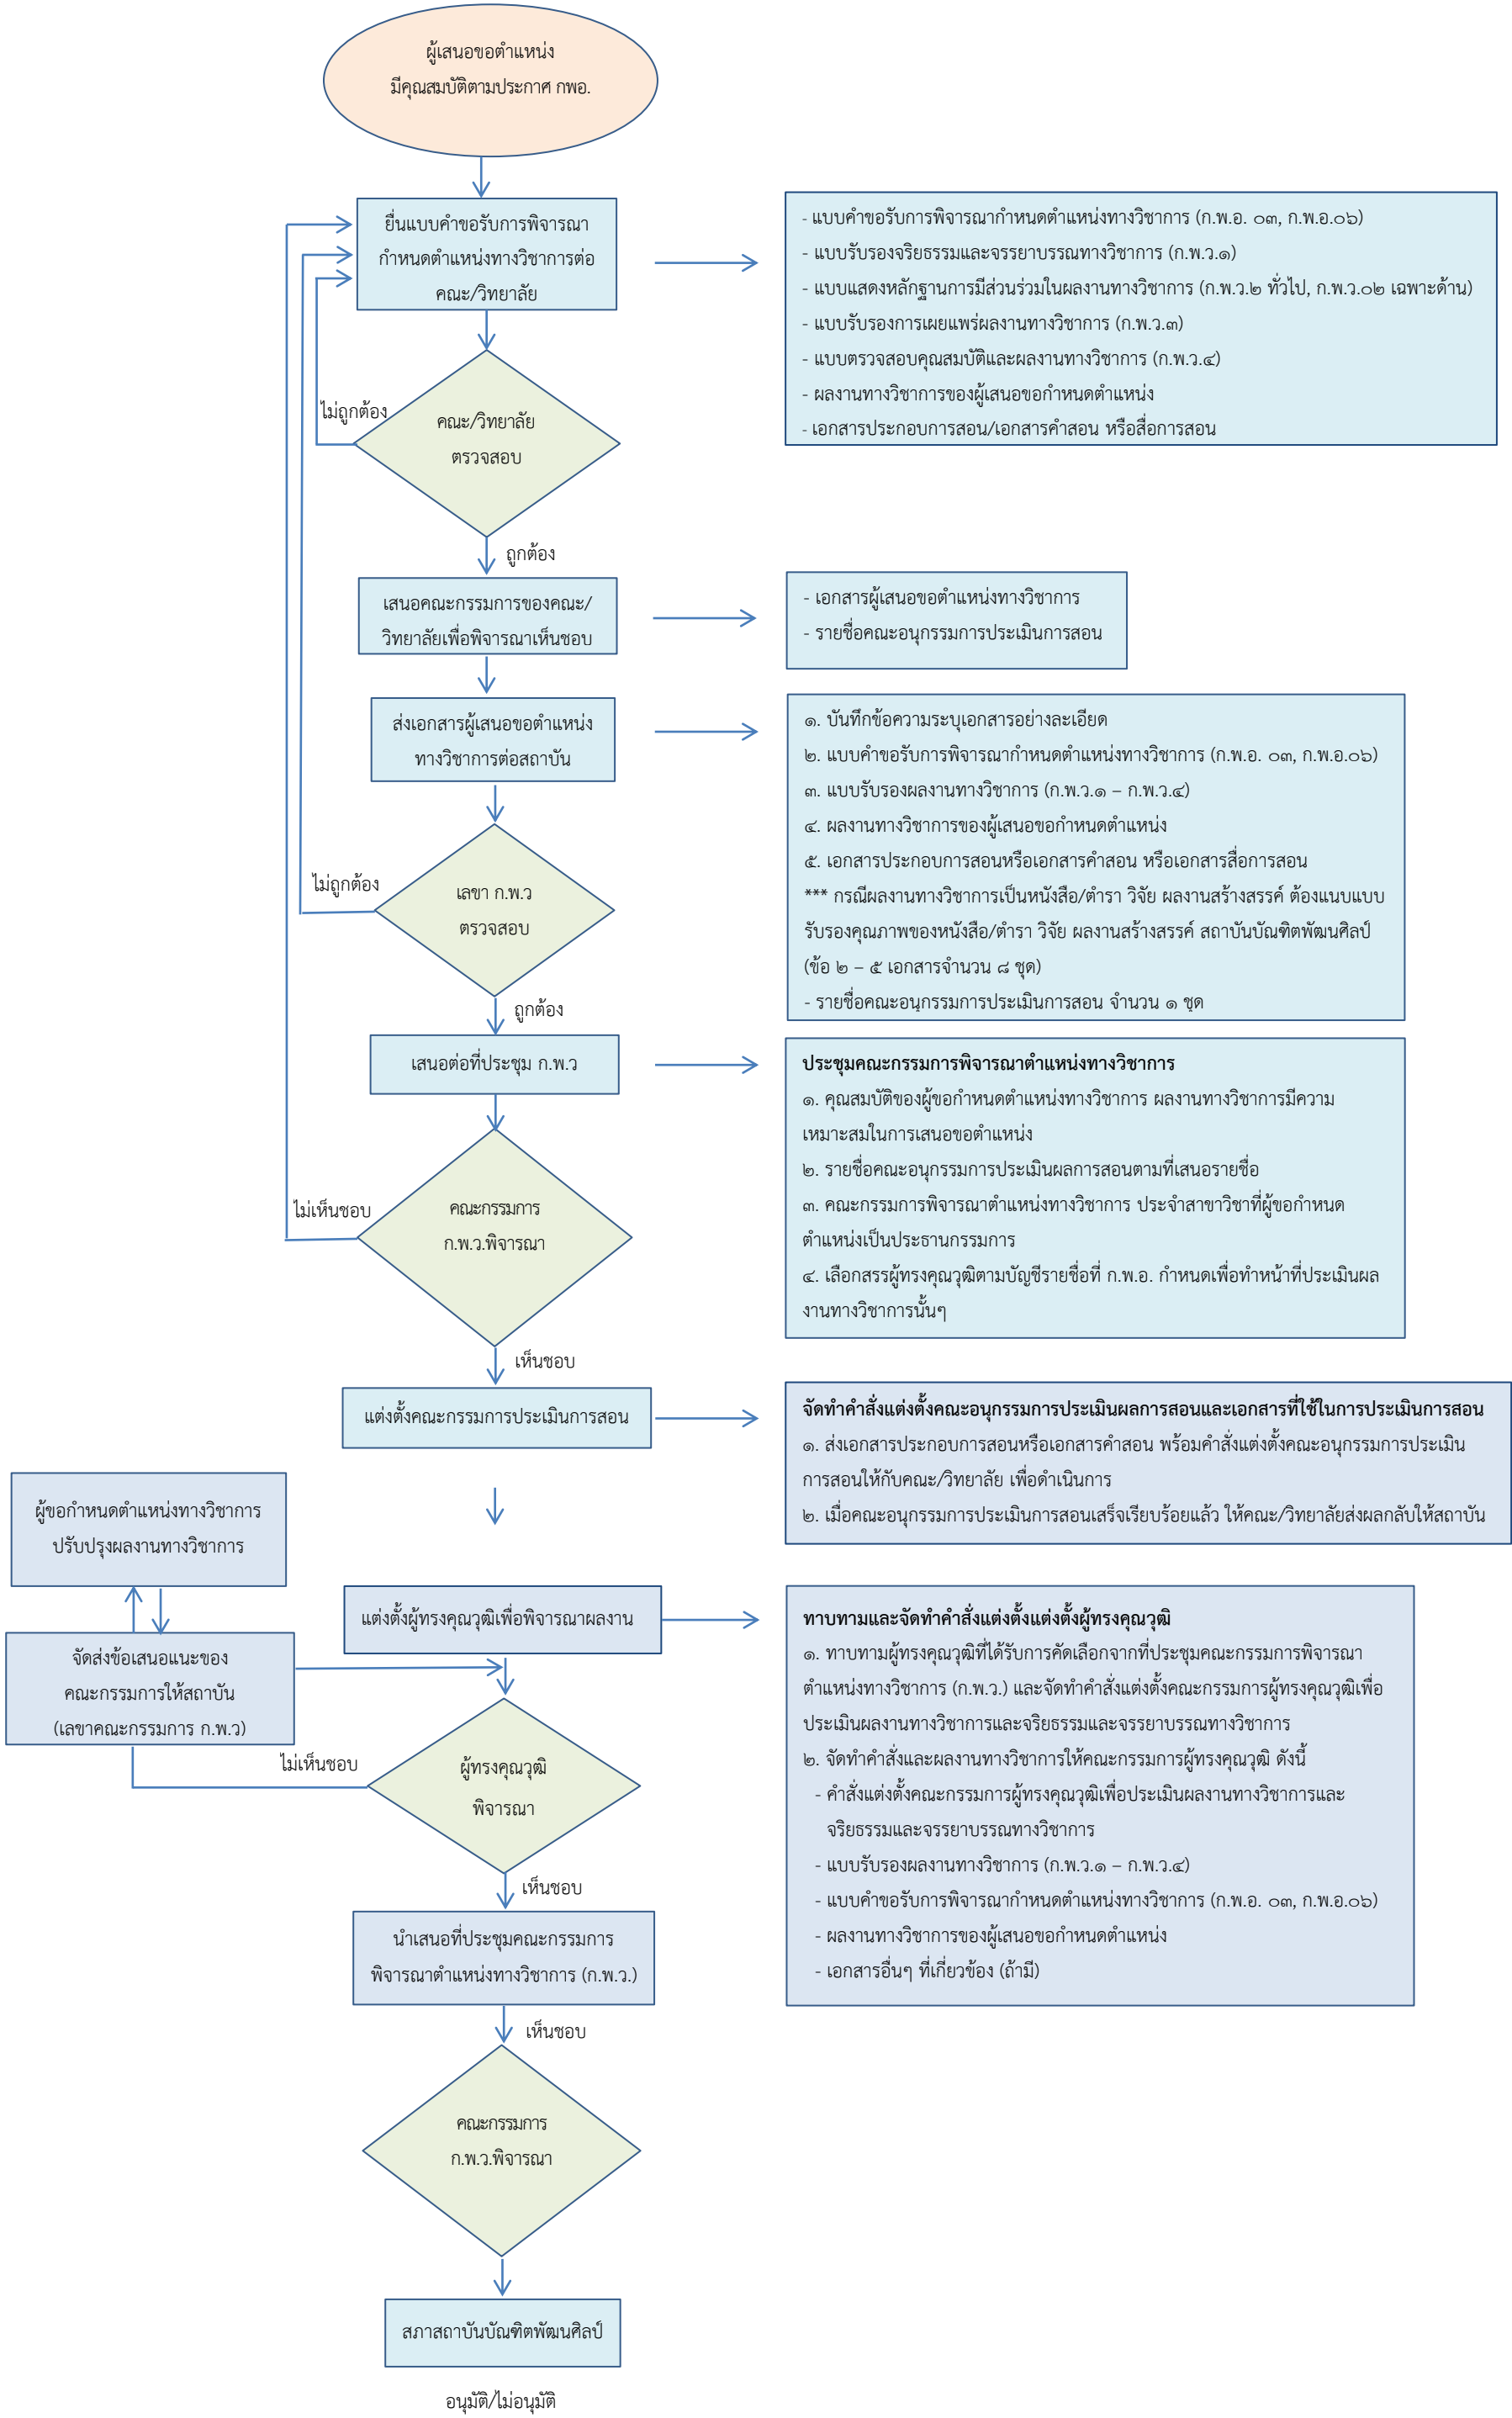 ผู้เสนอขอตำแหน่ง
มีคุณสมบัติตามประกาศ กพอ.
ยื่นแบบคำขอรับการพิจารณา
กำหนดตำแหน่งทางวิชาการต่อ
คณะ/วิทยาลัย
- แบบคำขอรับการพิจารณากำหนดตำแหน่งทางวิชาการ (ก.พ.อ. ๐๓, ก.พ.อ.๐๖)
- แบบรับรองจริยธรรมและจรรยาบรรณทางวิชาการ (ก.พ.ว.๑)
- แบบแสดงหลักฐานการมีส่วนร่วมในผลงานทางวิชาการ (ก.พ.ว.๒ ทั่วไป, ก.พ.ว.๐๒ เฉพาะด้าน)
- แบบรับรองการเผยแพร่ผลงานทางวิชาการ (ก.พ.ว.๓)
- แบบตรวจสอบคุณสมบัติและผลงานทางวิชาการ (ก.พ.ว.๔)
- ผลงานทางวิชาการของผู้เสนอขอกำหนดตำแหน่ง
- เอกสารประกอบการสอน/เอกสารคำสอน หรือสื่อการสอน
ไม่ถูกต้อง
คณะ/วิทยาลัย
ตรวจสอบ
ถูกต้อง
เสนอคณะกรรมการของคณะ/
วิทยาลัยเพื่อพิจารณาเห็นชอบ
- เอกสารผู้เสนอขอตำแหน่งทางวิชาการ
- รายชื่อคณะอนุกรรมการประเมินการสอน
ส่งเอกสารผู้เสนอขอตำแหน่ง
ทางวิชาการต่อสถาบัน
๑. บันทึกข้อความระบุเอกสารอย่างละเอียด
๒. แบบคำขอรับการพิจารณากำหนดตำแหน่งทางวิชาการ (ก.พ.อ. ๐๓, ก.พ.อ.๐๖)
๓. แบบรับรองผลงานทางวิชาการ (ก.พ.ว.๑ – ก.พ.ว.๔)
๔. ผลงานทางวิชาการของผู้เสนอขอกำหนดตำแหน่ง
๕. เอกสารประกอบการสอนหรือเอกสารคำสอน หรือเอกสารสื่อการสอน
*** กรณีผลงานทางวิชาการเป็นหนังสือ/ตำรา วิจัย ผลงานสร้างสรรค์ ต้องแนบแบบ
รับรองคุณภาพของหนังสือ/ตำรา วิจัย ผลงานสร้างสรรค์ สถาบันบัณฑิตพัฒนศิลป์
(ข้อ ๒ – ๕ เอกสารจำนวน ๘ ชุด)
- รายชื่อคณะอนุกรรมการประเมินการสอน จำนวน ๑ ชุด
ไม่ถูกต้อง
เลขา ก.พ.ว
ตรวจสอบ
ถูกต้อง
เสนอต่อที่ประชุม ก.พ.ว
ประชุมคณะกรรมการพิจารณาตำแหน่งทางวิชาการ
๑. คุณสมบัติของผู้ขอกำหนดตำแหน่งทางวิชาการ ผลงานทางวิชาการมีความ
เหมาะสมในการเสนอขอตำแหน่ง
๒. รายชื่อคณะอนุกรรมการประเมินผลการสอนตามที่เสนอรายชื่อ
๓. คณะกรรมการพิจารณาตำแหน่งทางวิชาการ ประจำสาขาวิชาที่ผู้ขอกำหนด
ตำแหน่งเป็นประธานกรรมการ
๔. เลือกสรรผู้ทรงคุณวุฒิตามบัญชีรายชื่อที่ ก.พ.อ. กำหนดเพื่อทำหน้าที่ประเมินผล
งานทางวิชาการนั้นๆ
ไม่เห็นชอบ
คณะกรรมการ
ก.พ.ว.พิจารณา
เห็นชอบ
แต่งตั้งคณะกรรมการประเมินการสอน
จัดทำคำสั่งแต่งตั้งคณะอนุกรรมการประเมินผลการสอนและเอกสารที่ใช้ในการประเมินการสอน
๑. ส่งเอกสารประกอบการสอนหรือเอกสารคำสอน พร้อมคำสั่งแต่งตั้งคณะอนุกรรมการประเมิน
การสอนให้กับคณะ/วิทยาลัย เพื่อดำเนินการ
๒. เมื่อคณะอนุกรรมการประเมินการสอนเสร็จเรียบร้อยแล้ว ให้คณะ/วิทยาลัยส่งผลกลับให้สถาบัน
ผู้ขอกำหนดตำแหน่งทางวิชาการ
ปรับปรุงผลงานทางวิชาการ
แต่งตั้งผู้ทรงคุณวุฒิเพื่อพิจารณาผลงาน
ทาบทามและจัดทำคำสั่งแต่งตั้งแต่งตั้งผู้ทรงคุณวุฒิ
๑. ทาบทามผู้ทรงคุณวุฒิที่ได้รับการคัดเลือกจากที่ประชุมคณะกรรมการพิจารณา
ตำแหน่งทางวิชาการ (ก.พ.ว.) และจัดทำคำสั่งแต่งตั้งคณะกรรมการผู้ทรงคุณวุฒิเพื่อ
ประเมินผลงานทางวิชาการและจริยธรรมและจรรยาบรรณทางวิชาการ
๒. จัดทำคำสั่งและผลงานทางวิชาการให้คณะกรรมการผู้ทรงคุณวุฒิ ดังนี้
- คำสั่งแต่งตั้งคณะกรรมการผู้ทรงคุณวุฒิเพื่อประเมินผลงานทางวิชาการและ
จริยธรรมและจรรยาบรรณทางวิชาการ
- แบบรับรองผลงานทางวิชาการ (ก.พ.ว.๑ – ก.พ.ว.๔)
- แบบคำขอรับการพิจารณากำหนดตำแหน่งทางวิชาการ (ก.พ.อ. ๐๓, ก.พ.อ.๐๖)
- ผลงานทางวิชาการของผู้เสนอขอกำหนดตำแหน่ง
- เอกสารอื่นๆ ที่เกี่ยวข้อง (ถ้ามี)
จัดส่งข้อเสนอแนะของ
คณะกรรมการให้สถาบัน
(เลขาคณะกรรมการ ก.พ.ว)
ไม่เห็นชอบ
ผู้ทรงคุณวุฒิ
พิจารณา
เห็นชอบ
นำเสนอที่ประชุมคณะกรรมการ
พิจารณาตำแหน่งทางวิชาการ (ก.พ.ว.)
เห็นชอบ
คณะกรรมการ
ก.พ.ว.พิจารณา
สภาสถาบันบัณฑิตพัฒนศิลป์
อนุมัติ/ไม่อนุมัติ